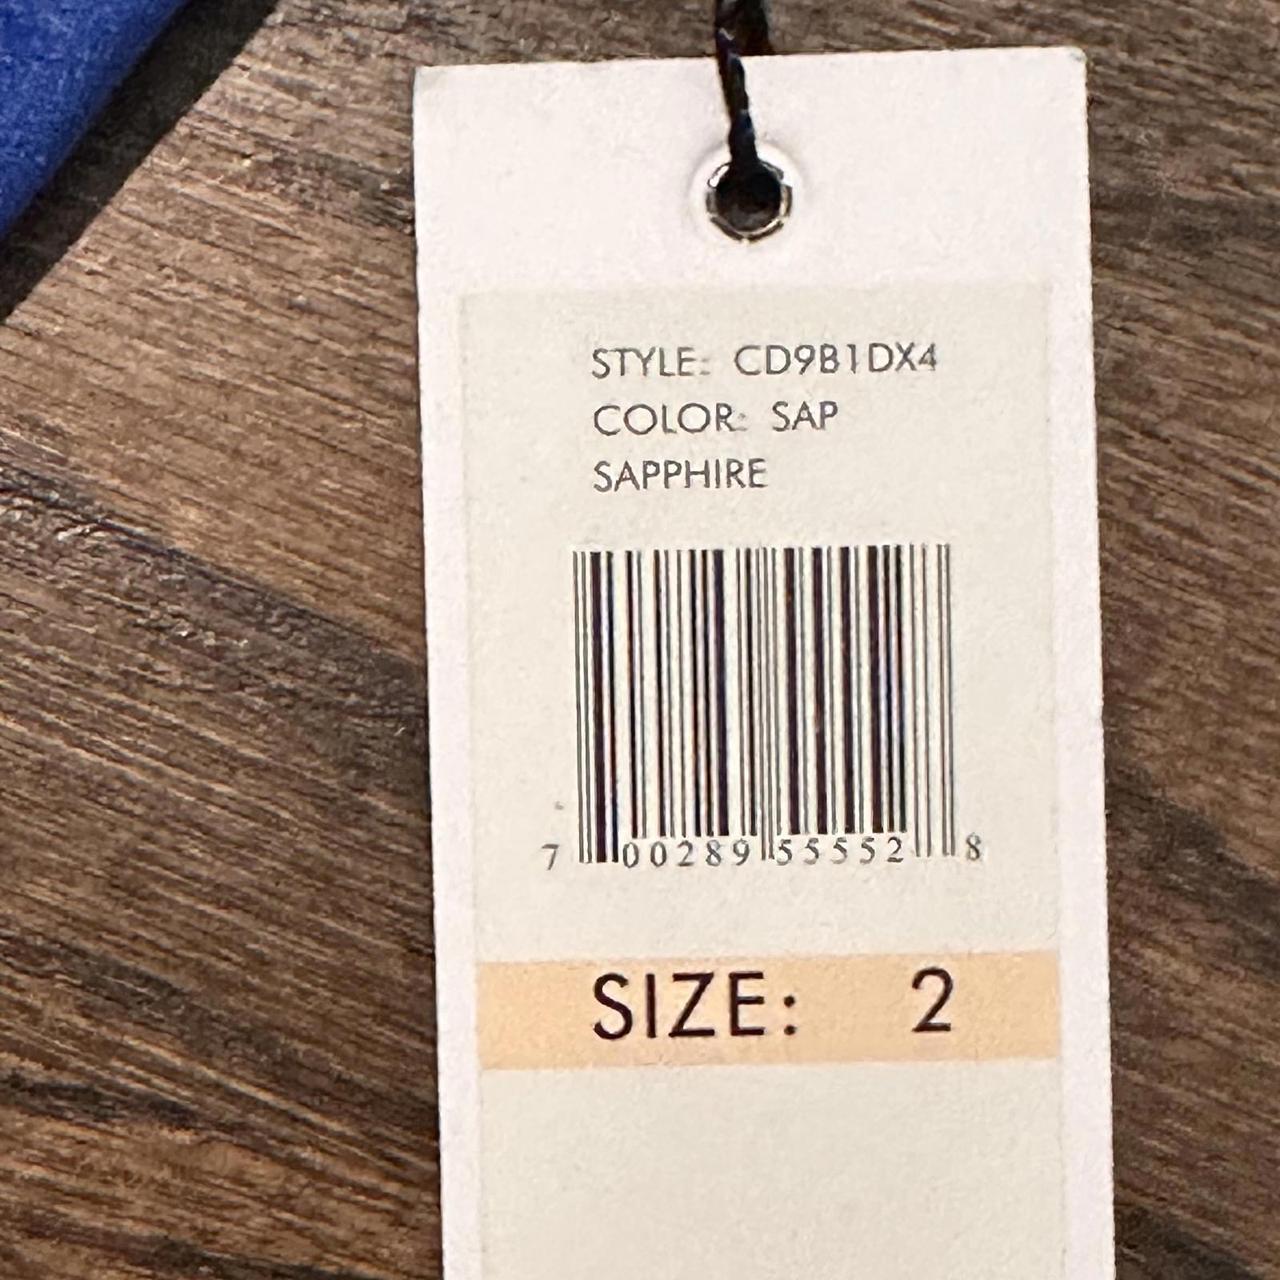 STYLE: CD9B1DX4
COLOR: SAP
SAPPHIRE
7 00289 55552 8
SIZE: 2